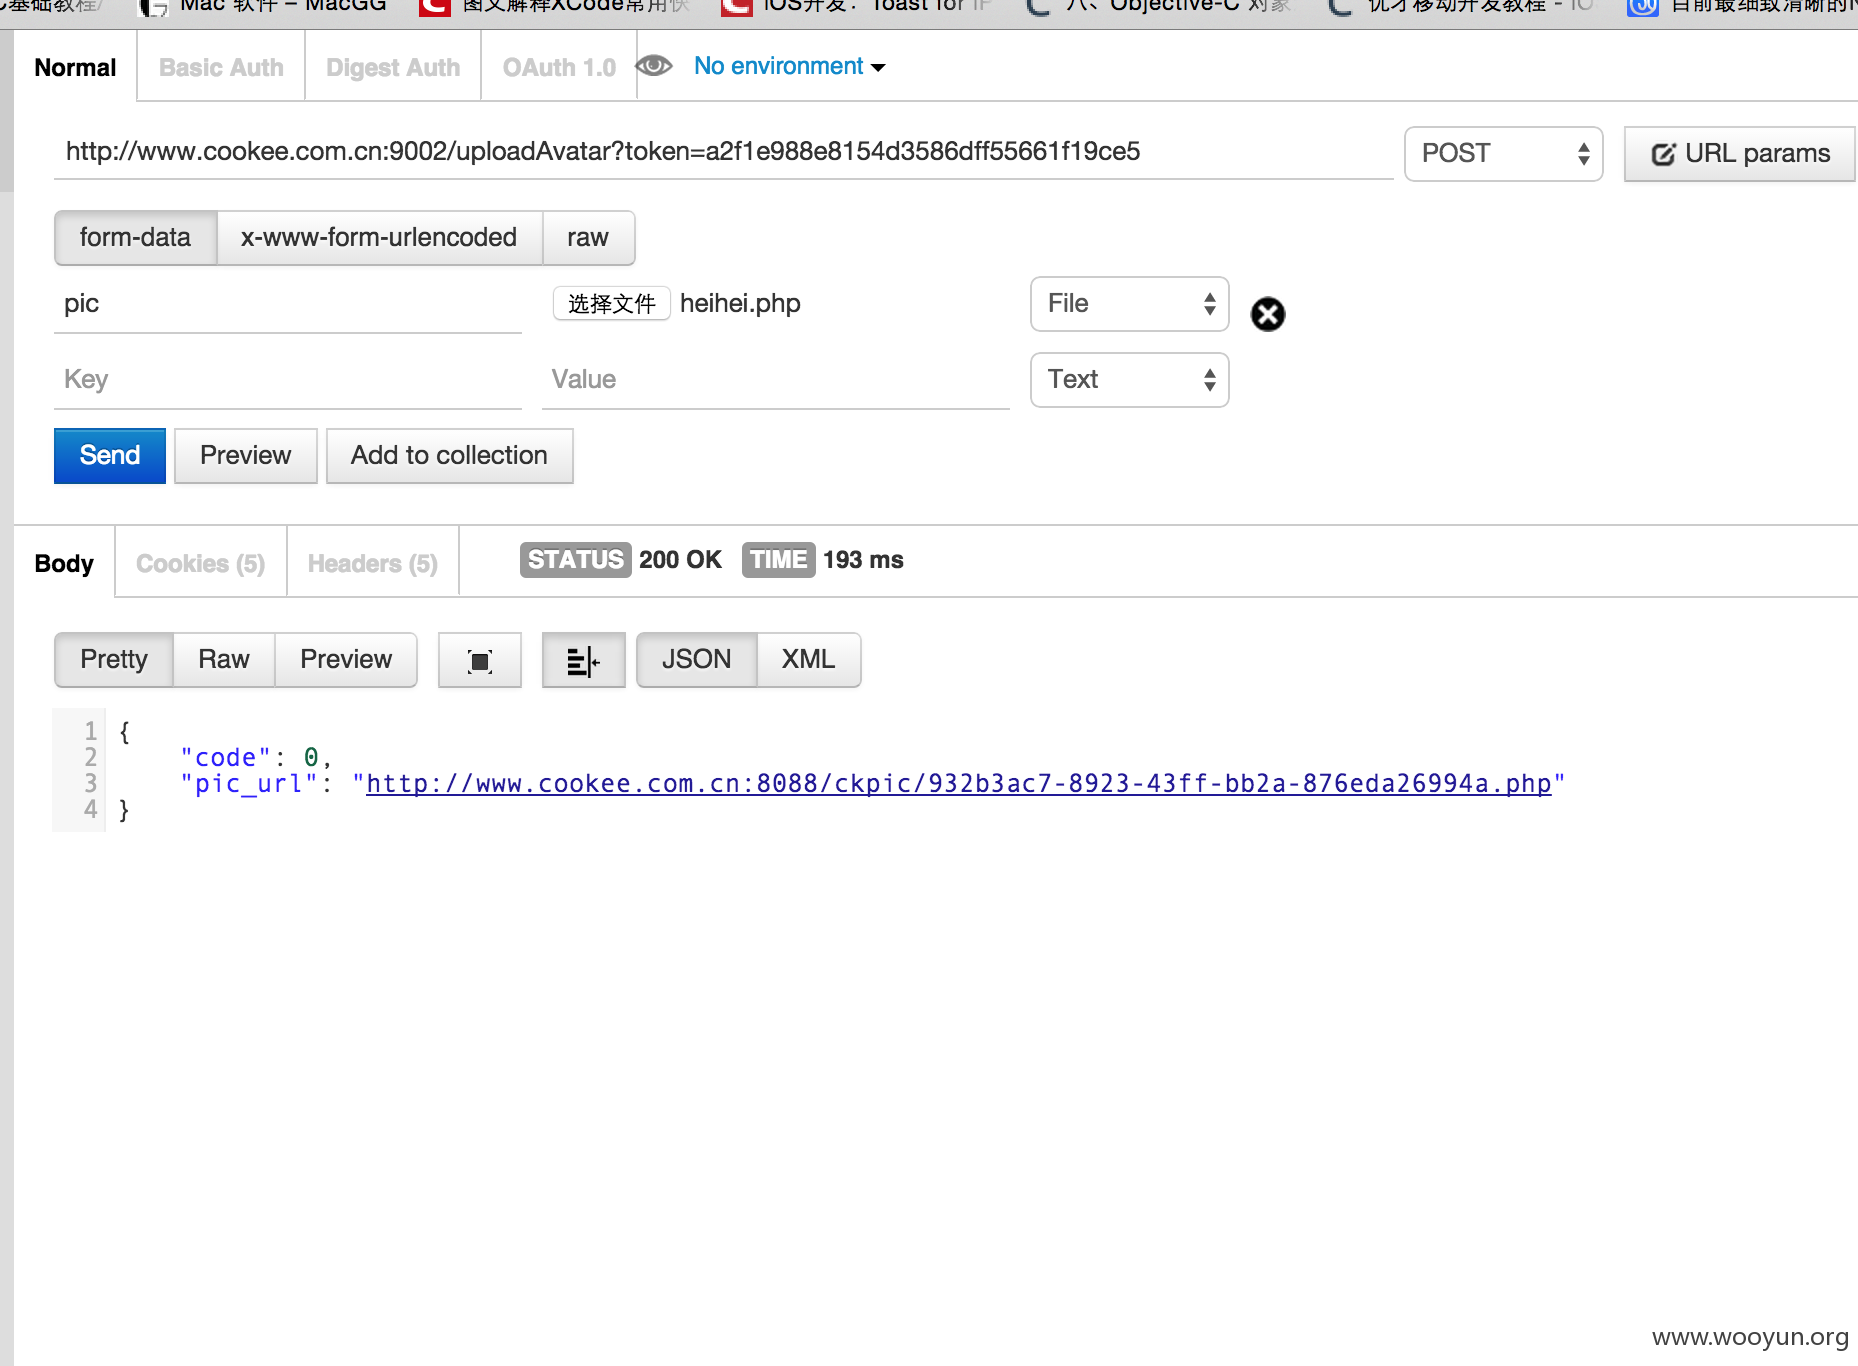 基础教程/ Mac 软件 – MacGG 图文解释XCode常用快 iOS开发：Toast for iP 八、Objective-C 对象 优才移动开发教程 - iO 目前最细致清晰的N
Normal Basic Auth Digest Auth OAuth 1.0 No environment
http://www.cookee.com.cn:9002/uploadAvatar?token=a2f1e988e8154d3586dff55661f19ce5 POST URL params
form-data x-www-form-urlencoded raw
pic 选择文件 heihei.php File
Key Value Text
Send Preview Add to collection
Body Cookies (5) Headers (5) STATUS 200 OK TIME 193 ms
Pretty Raw Preview JSON XML
1 {
2 "code": 0,
3 "pic_url": "http://www.cookee.com.cn:8088/ckpic/932b3ac7-8923-43ff-bb2a-876eda26994a.php"
4 }
www.wooyun.org